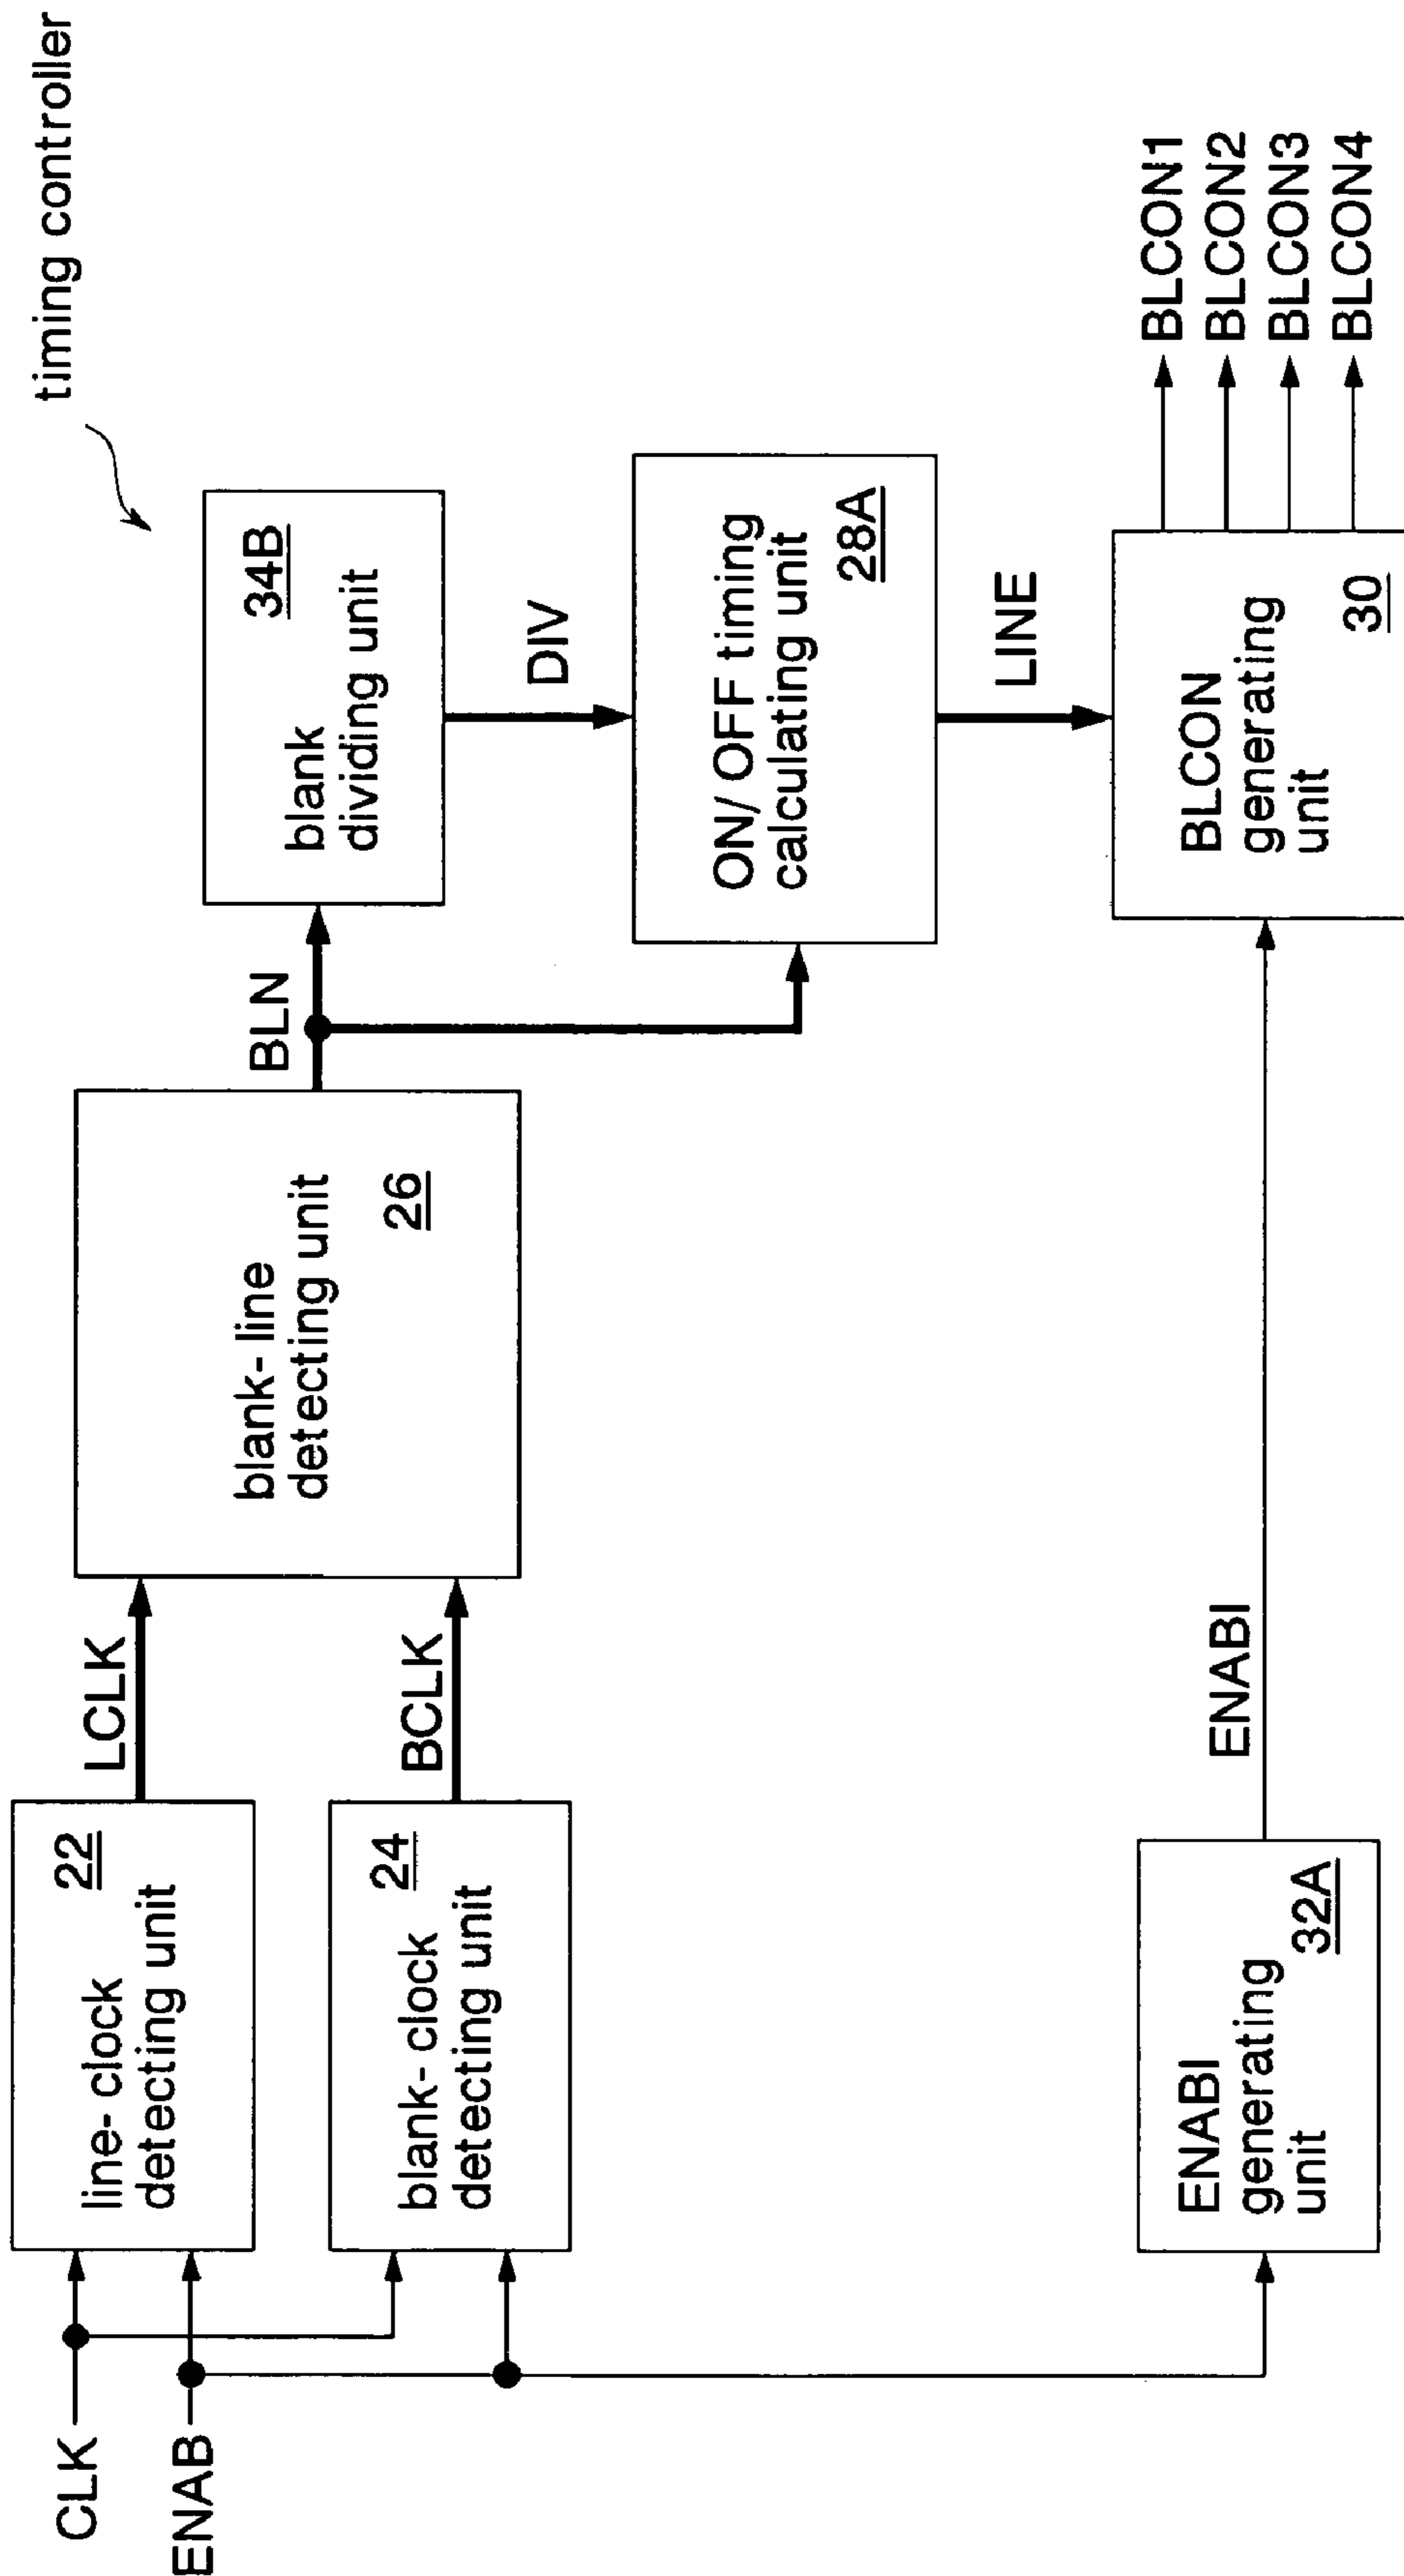 timing controller
CLK
ENAB
22
line- clock
detecting unit
LCLK
24
blank- clock
detecting unit
BCLK
blank- line
detecting unit
26
BLN
34B
blank
dividing unit
DIV
ON/ OFF timing
calculating unit
28A
LINE
ENABI
generating
unit
32A
ENABI
BLCON
generating
unit
30
BLCON1
BLCON2
BLCON3
BLCON4